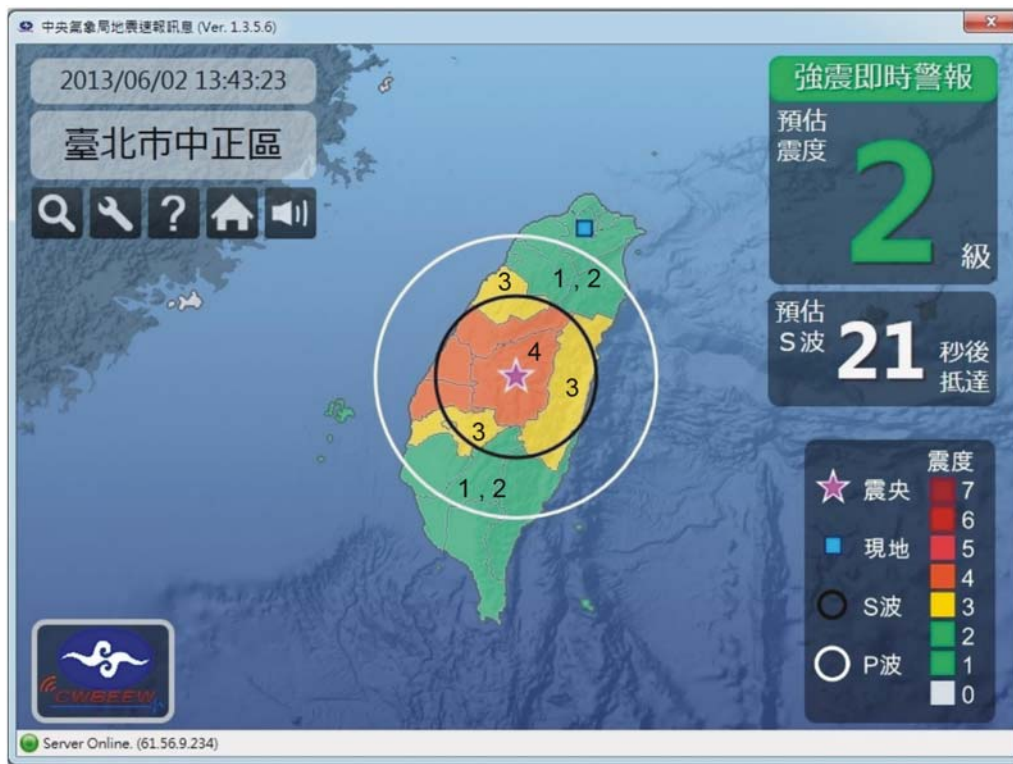 中央氣象局地震速報訊息 (Ver. 1.3.5.6)
2013/06/02 13:43:23
臺北市中正區
?
強震即時警報
預估
震度
2
級
預估
S波
21
秒後
抵達
1 , 2
3
4
3
3
1 , 2
震度
震央
現地
S波
P波
7
6
5
4
3
2
1
0
CWBEEW
Server Online. (61.56.9.234)